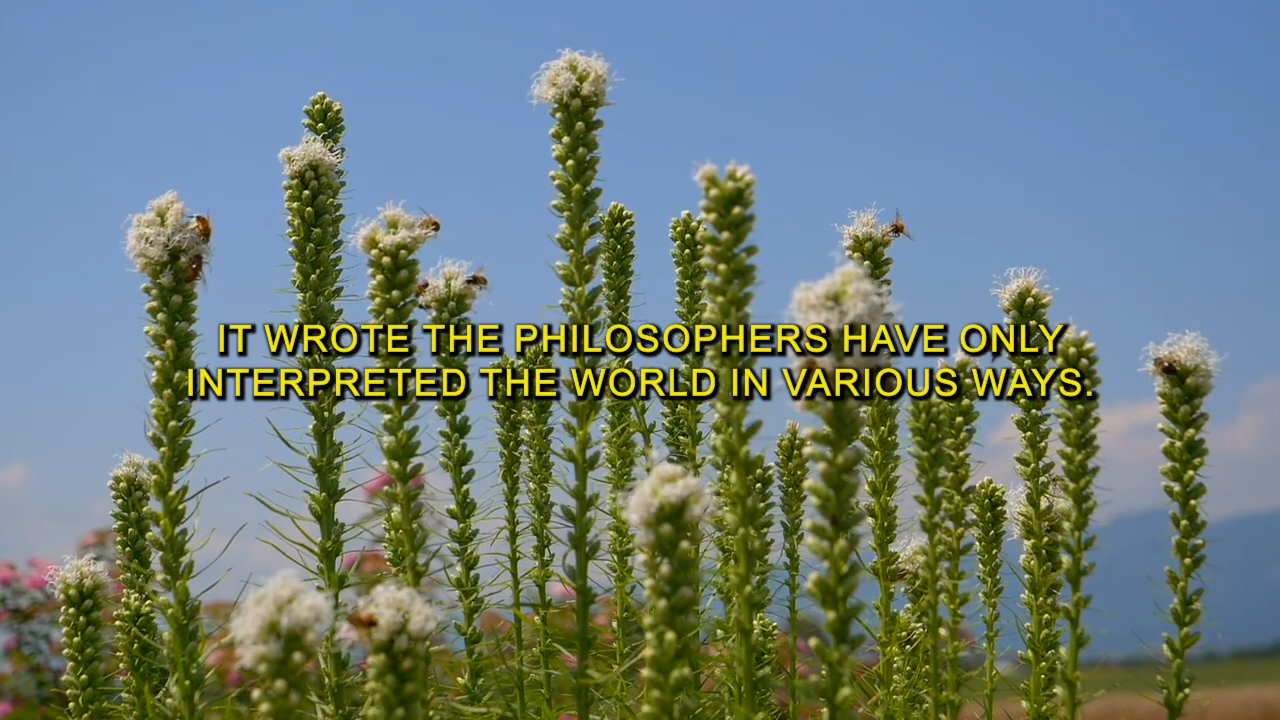 IT WROTE THE PHILOSOPHERS HAVE ONLY
INTERPRETED THE WORLD IN VARIOUS WAYS.